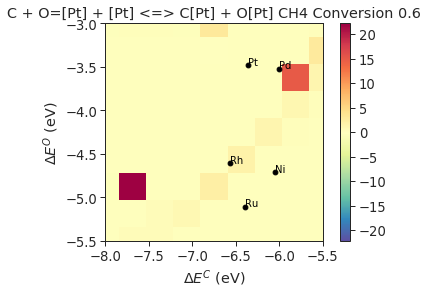 C + O=[Pt] + [Pt] <=> C[Pt] + O[Pt] CH4 Conversion 0.6
−3.0
−3.5
−4.0
−4.5
−5.0
−5.5
ΔE^O (eV)
Pt
Pd
Rh
Ni
Ru
−8.0 −7.5 −7.0 −6.5 −6.0 −5.5
ΔE^C (eV)
20
15
10
5
0
−5
−10
−15
−20